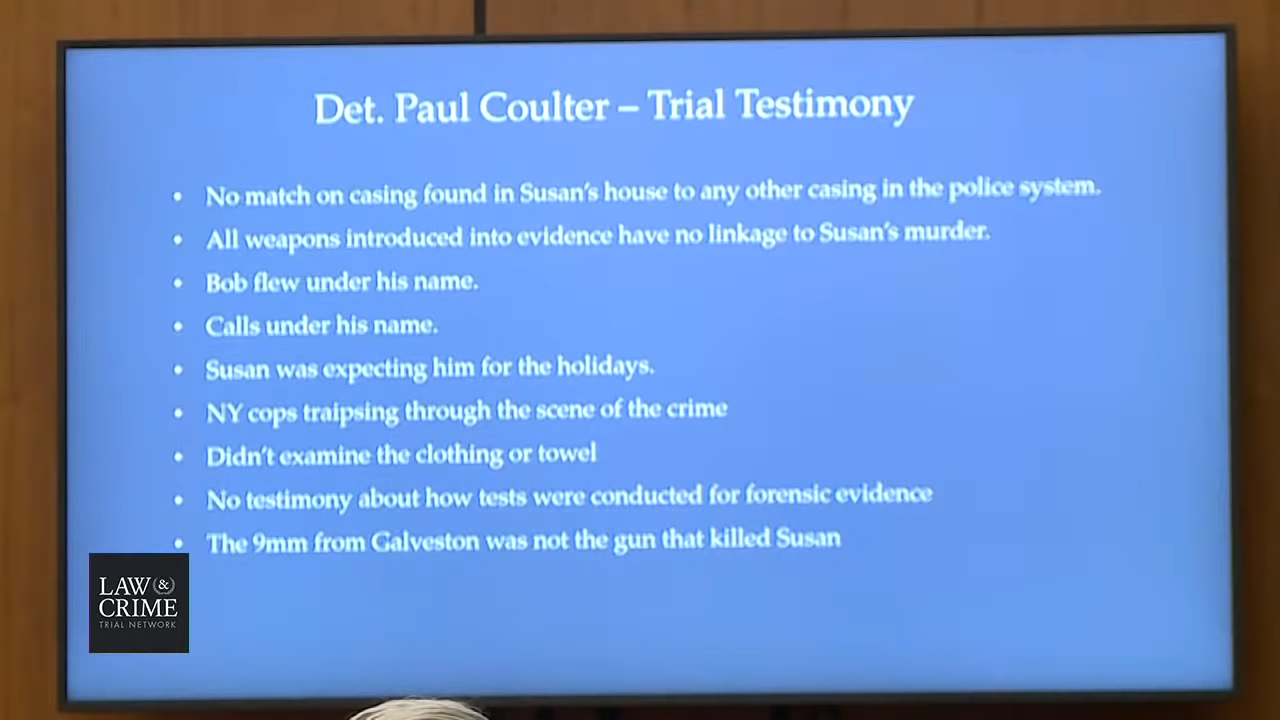 Det. Paul Coulter – Trial Testimony
• No match on casing found in Susan's house to any other casing in the police system.
• All weapons introduced into evidence have no linkage to Susan's murder.
• Bob flew under his name.
• Calls under his name.
• Susan was expecting him for the holidays.
• NY cops traipsing through the scene of the crime
• Didn't examine the clothing or towel
• No testimony about how tests were conducted for forensic evidence
• The 9mm from Galveston was not the gun that killed Susan
LAW &
CRIME
TRIAL NETWORK